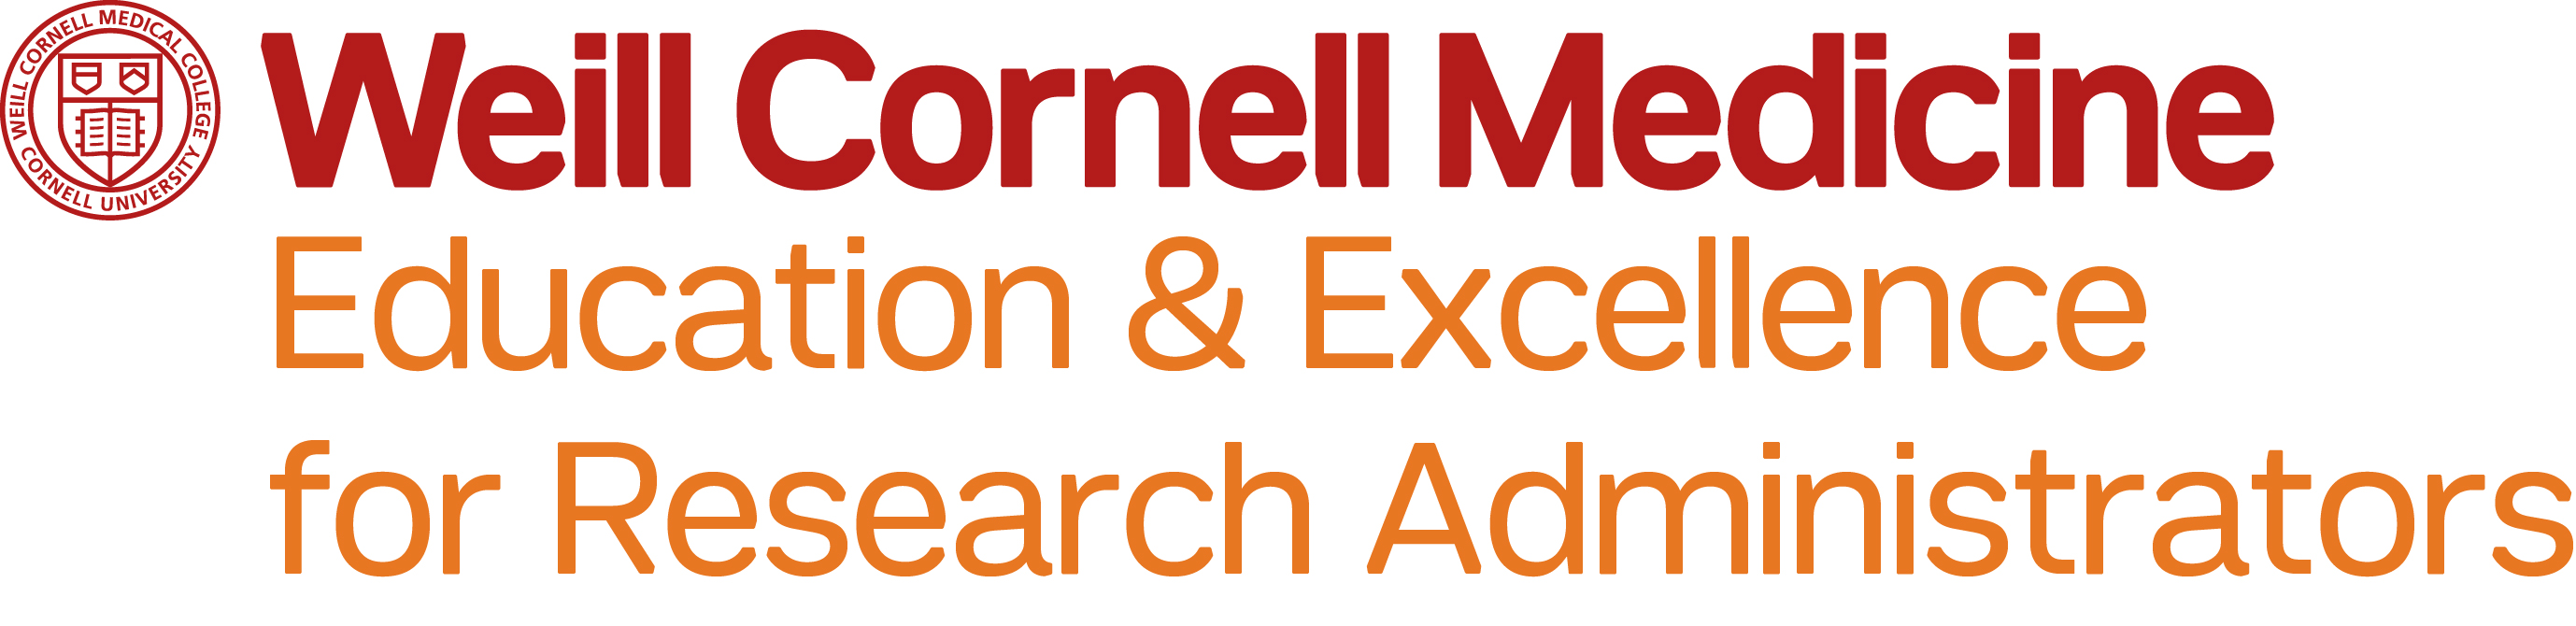 WEILL CORNELL MEDICAL COLLEGE
CORNELL UNIVERSITY
Weill Cornell Medicine
Education & Excellence
for Research Administrators